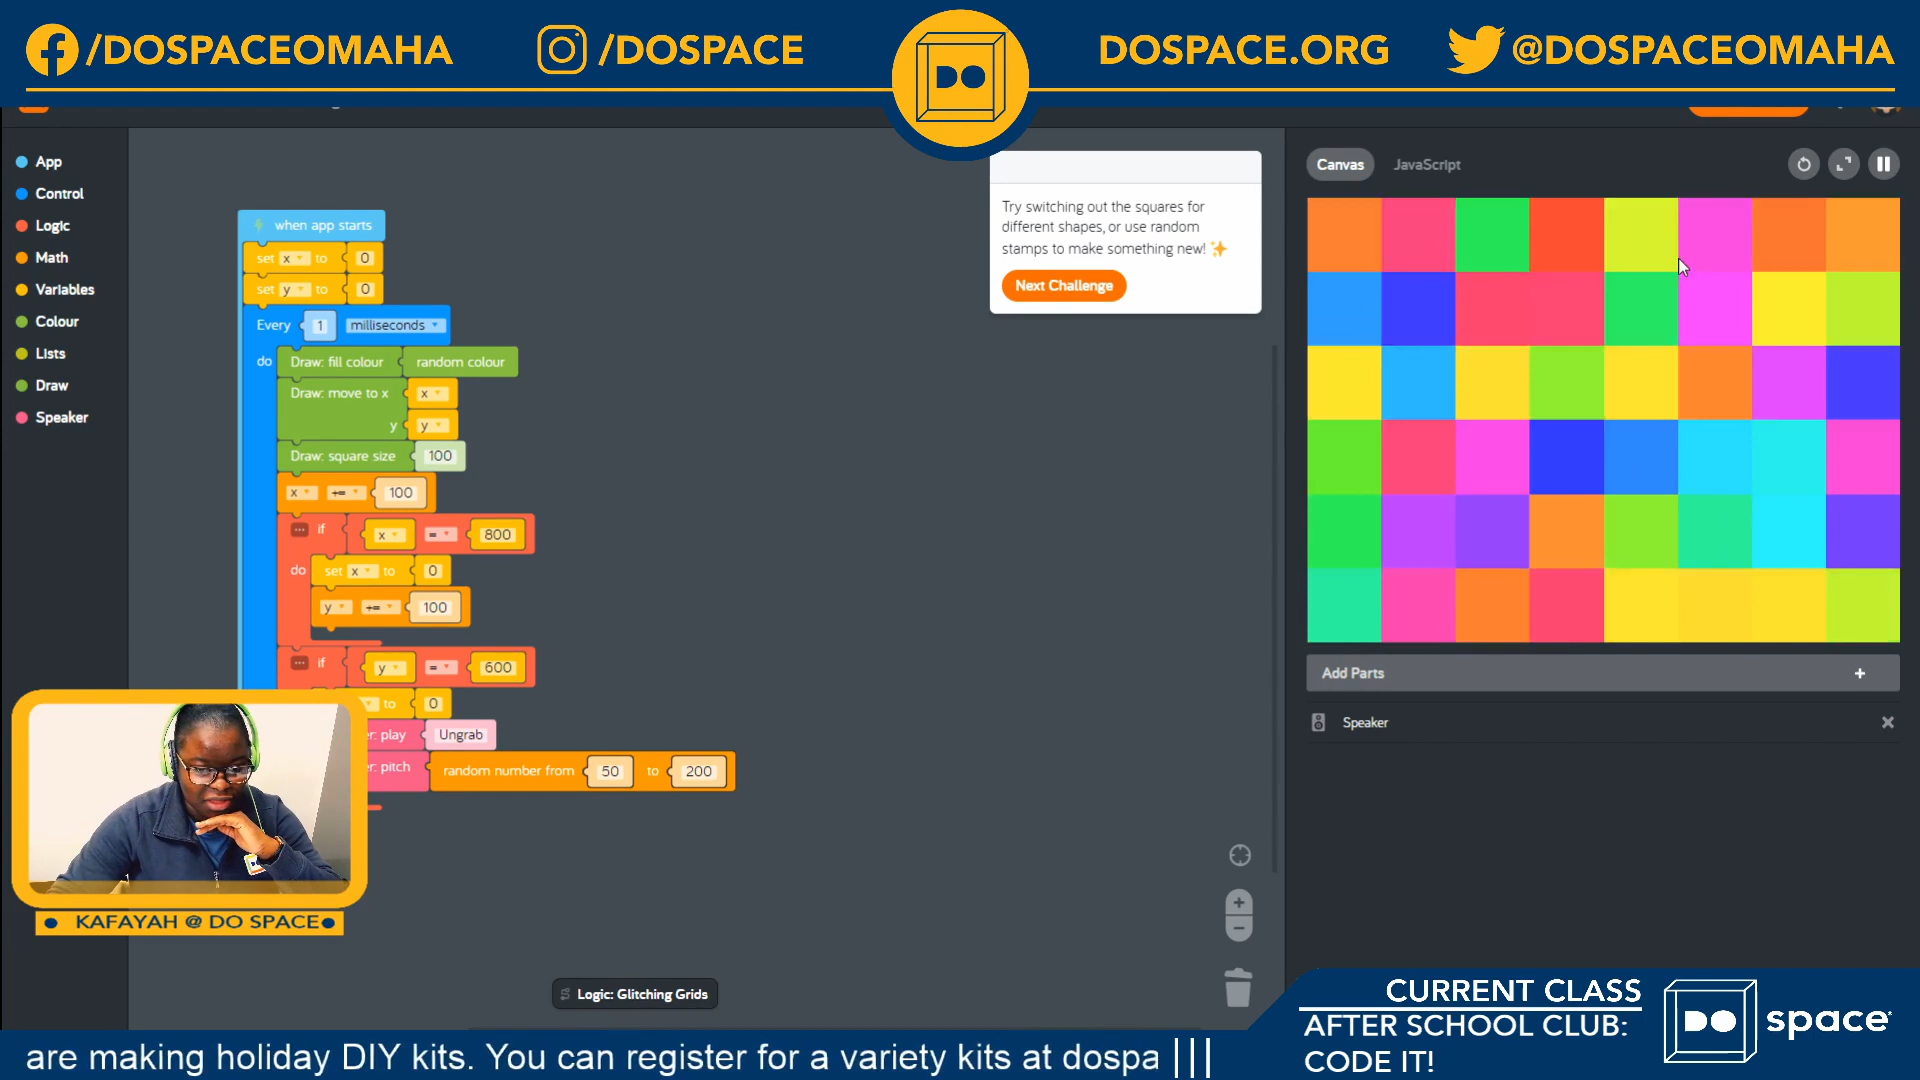 /DOSPACEOMAHA
/DOSPACE
DO
DOSPACE.ORG
@DOSPACEOMAHA
App
Control
Logic
Math
Variables
Colour
Lists
Draw
Speaker
when app starts
set x to 0
set y to 0
Every 1 milliseconds
do Draw: fill colour random colour
Draw: move to x x
y y
Draw: square size 100
x += 100
if x = 800
do set x to 0
y += 100
if y = 600
to 0
er: play Ungrab
er: pitch random number from 50 to 200
Try switching out the squares for
different shapes, or use random
stamps to make something new!
Next Challenge
Canvas
JavaScript
Add Parts +
Speaker
KAFAYAH @ DO SPACE
Logic: Glitching Grids
CURRENT CLASS
AFTER SCHOOL CLUB:
CODE IT!
DO space
are making holiday DIY kits. You can register for a variety kits at dospa |||